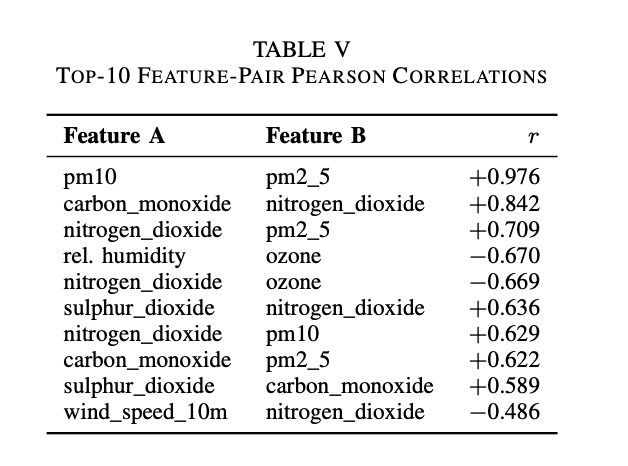 TABLE V
TOP-10 FEATURE-PAIR PEARSON CORRELATIONS
Feature A Feature B r
pm10 pm2_5 +0.976
carbon_monoxide nitrogen_dioxide +0.842
nitrogen_dioxide pm2_5 +0.709
rel. humidity ozone −0.670
nitrogen_dioxide ozone −0.669
sulphur_dioxide nitrogen_dioxide +0.636
nitrogen_dioxide pm10 +0.629
carbon_monoxide pm2_5 +0.622
sulphur_dioxide carbon_monoxide +0.589
wind_speed_10m nitrogen_dioxide −0.486